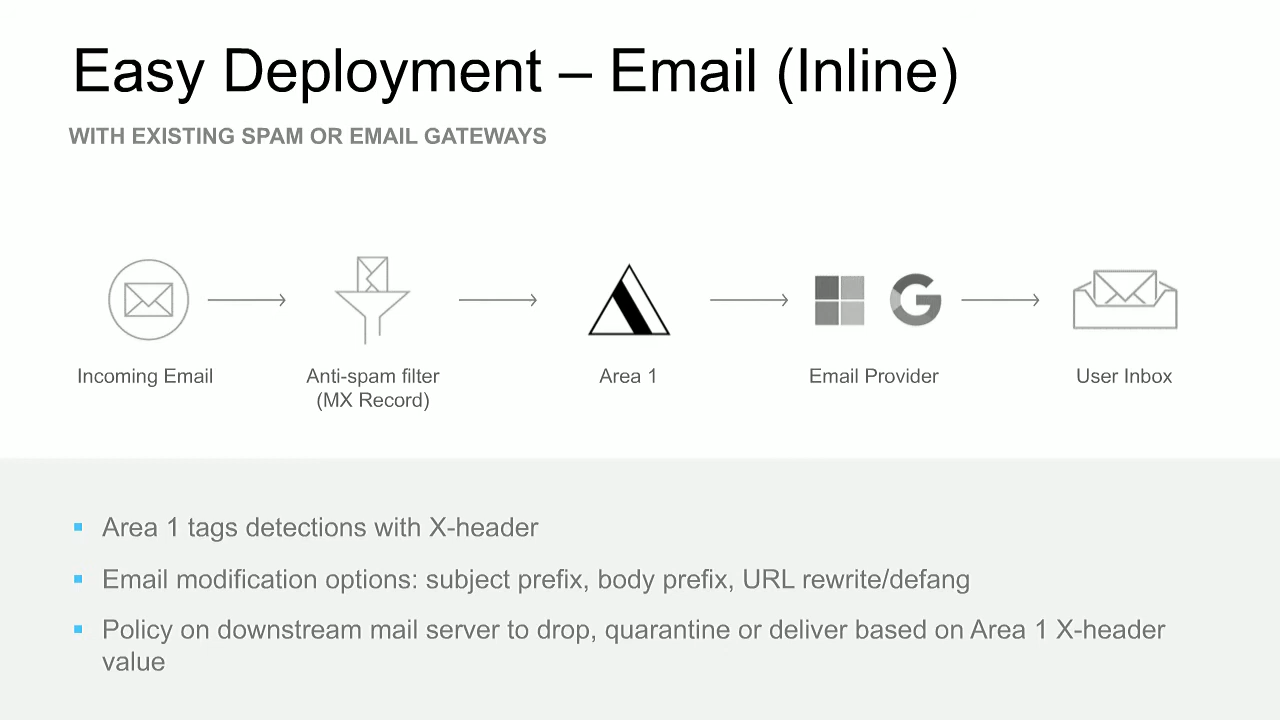 Easy Deployment – Email (Inline)
WITH EXISTING SPAM OR EMAIL GATEWAYS
Incoming Email
Anti-spam filter
(MX Record)
Area 1
Email Provider
User Inbox
▪ Area 1 tags detections with X-header
▪ Email modification options: subject prefix, body prefix, URL rewrite/defang
▪ Policy on downstream mail server to drop, quarantine or deliver based on Area 1 X-header
value